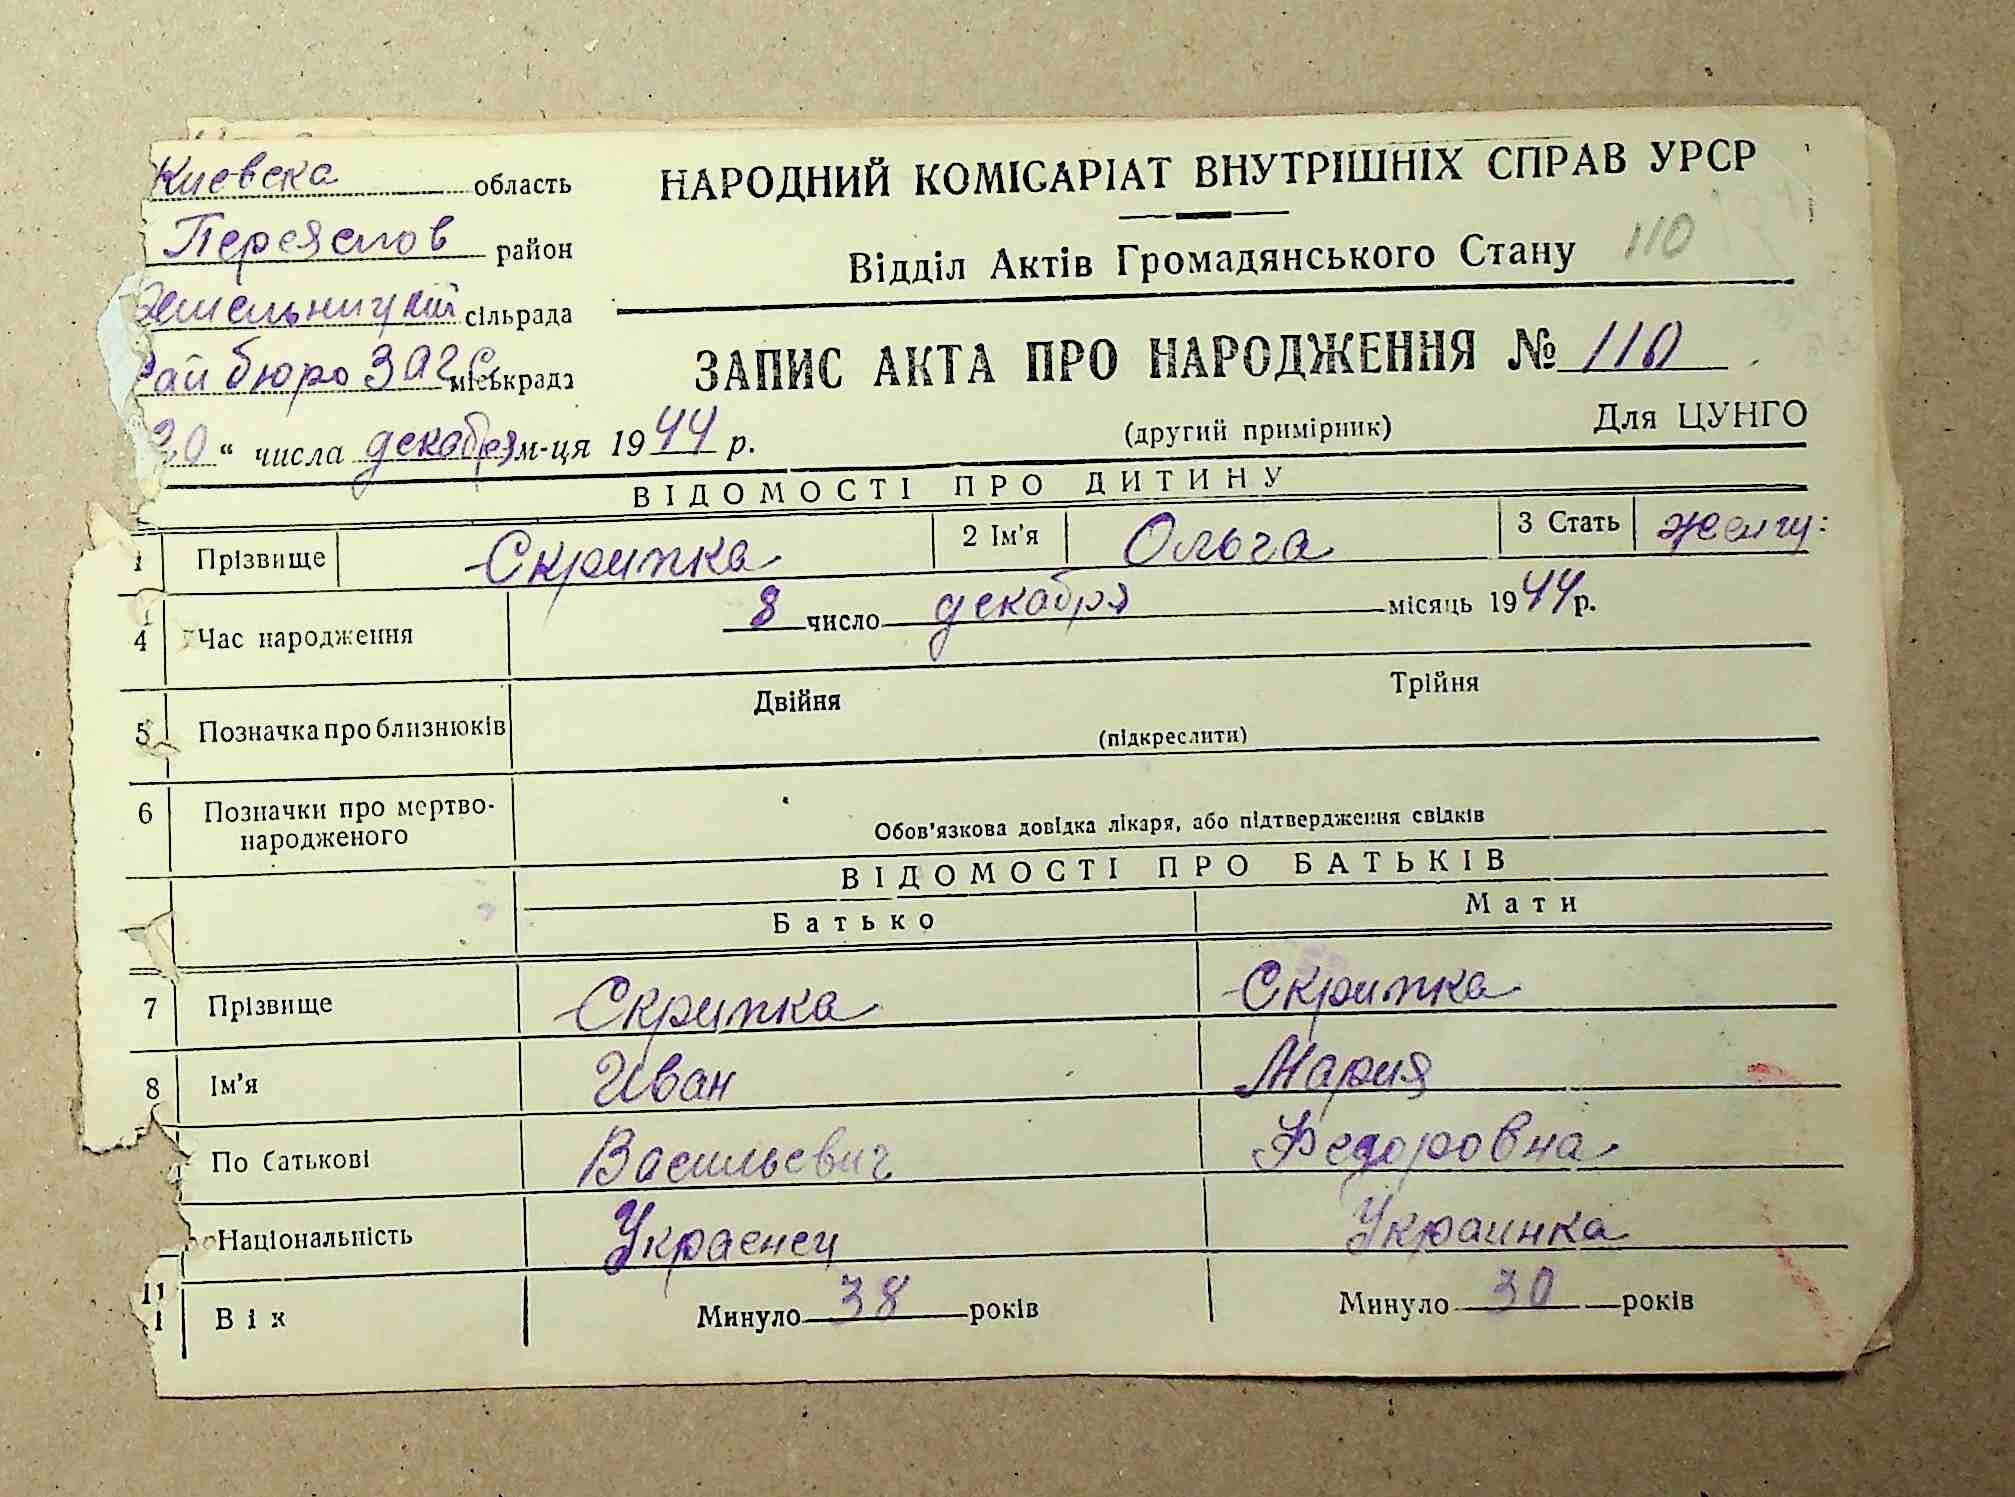 Киевска область
НАРОДНИЙ КОМІСАРІАТ ВНУТРІШНІХ СПРАВ УРСР
Переяслов район
Відділ Актів Громадянського Стану 110
Хмельницкий сільрада
Рай бюро ЗАГС міськрада
ЗАПИС АКТА ПРО НАРОДЖЕННЯ № 110
30 “ числа декабря м-ця 1944 р.
(другий примірник) Для ЦУНГО
ВІДОМОСТІ ПРО ДИТИНУ
1 Прізвище Скрипка 2 Ім'я Ольга 3 Стать
4 Час народження 8 число декабря місяць 1944 р.
5 Позначка про близнюків Двійня Трійня
(підкреслити)
6 Позначки про мертво-
народженого
Обов'язкова довідка лікаря, або підтвердження свідків
ВІДОМОСТІ ПРО БАТЬКІВ
Батько Мати
7 Прізвище Скрипка Скрипка
8 Ім'я Иван Мария
По батькові Васильевич Федоровна
Національність Украенец Украинка
11 Вік Минуло 38 років Минуло 30 років